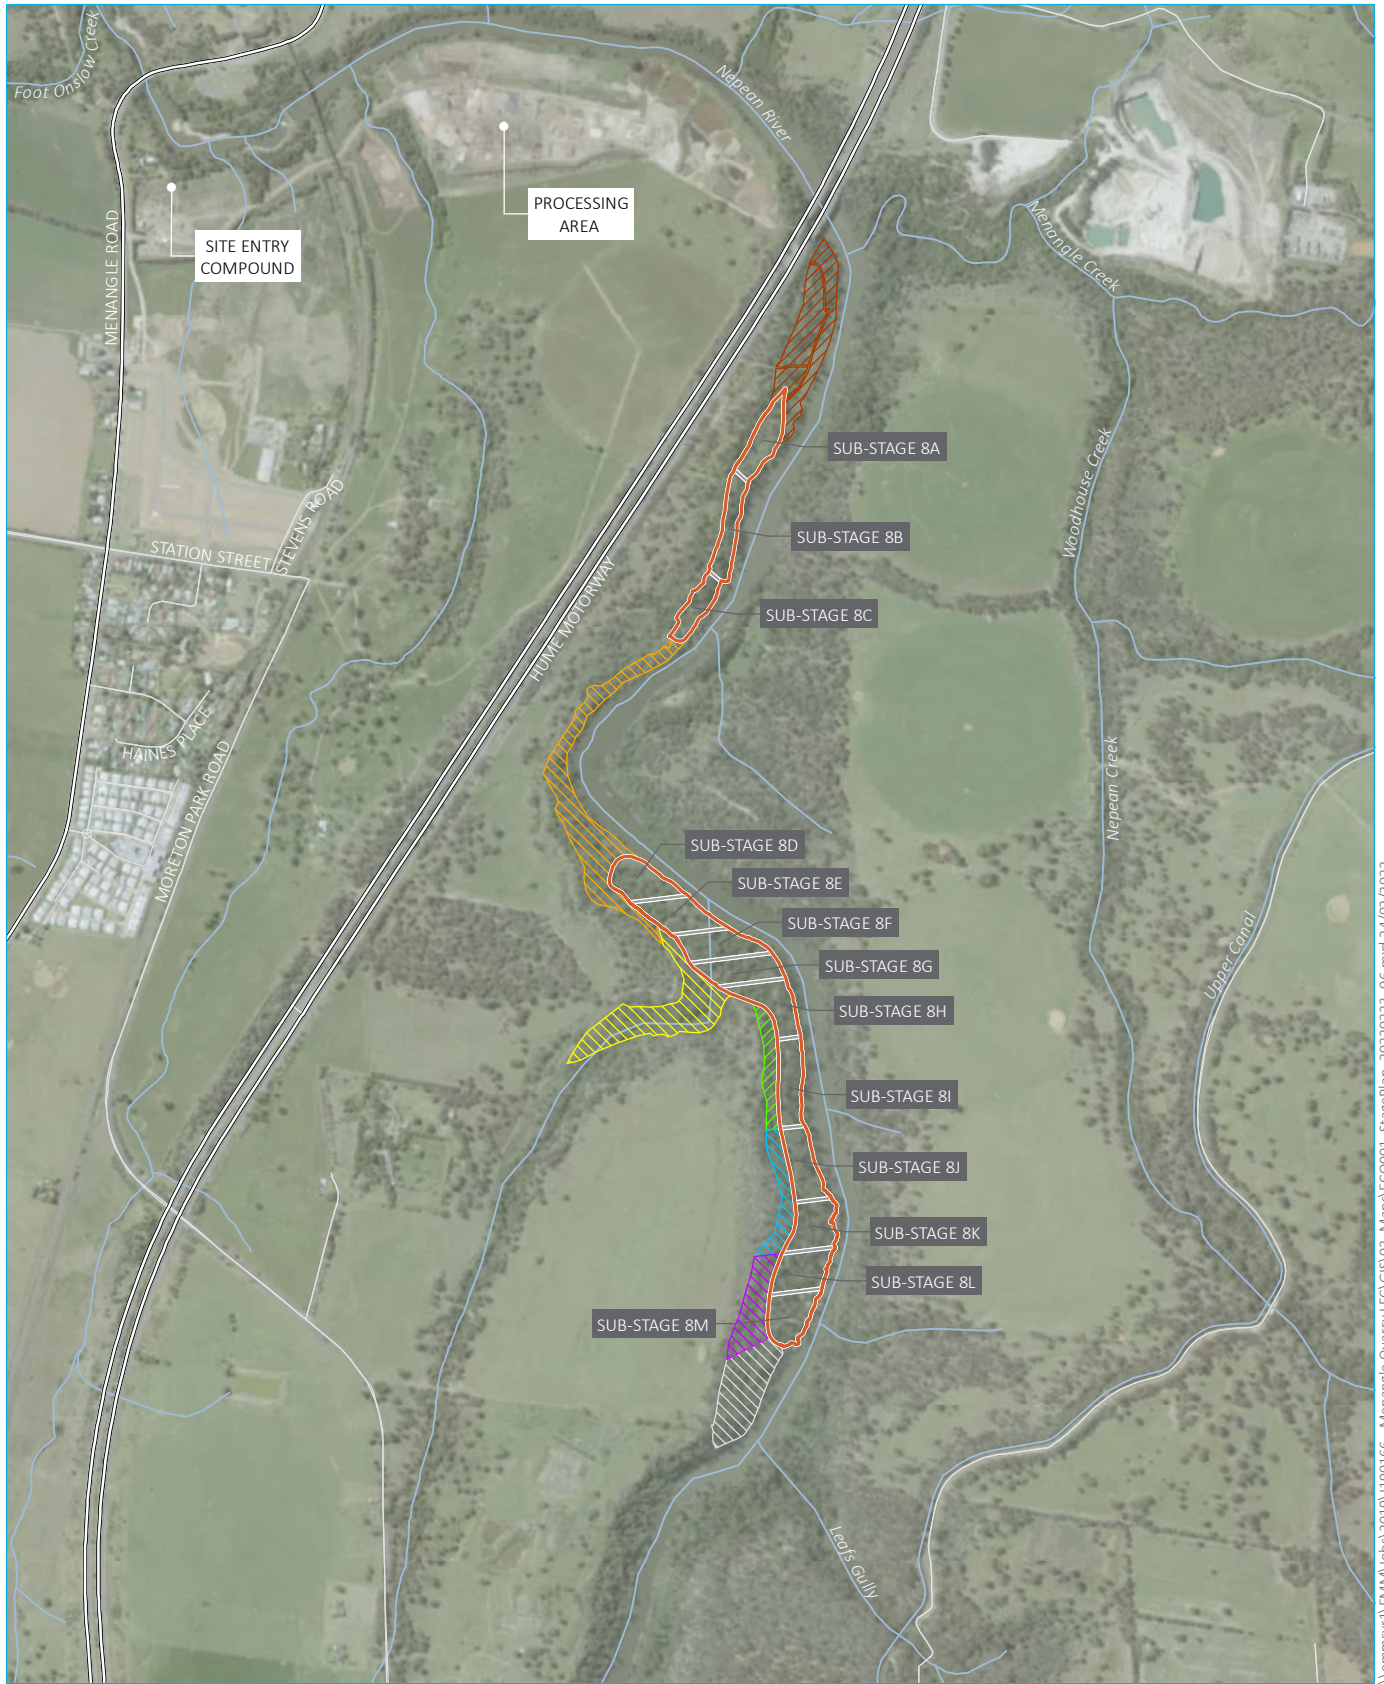 Foot Onslow Creek
Nepean River
PROCESSING
AREA
SITE ENTRY
COMPOUND
MENANGLE ROAD
Menangle Creek
SUB-STAGE 8A
Woodhouse Creek
SUB-STAGE 8B
STATION STREET
STEVENS ROAD
HUME MOTORWAY
SUB-STAGE 8C
HAINES PLACE
MORETON PARK ROAD
Nepean Creek
SUB-STAGE 8D
SUB-STAGE 8E
SUB-STAGE 8F
SUB-STAGE 8G
Upper Canal
SUB-STAGE 8H
SUB-STAGE 8I
SUB-STAGE 8J
SUB-STAGE 8K
SUB-STAGE 8L
SUB-STAGE 8M
Leafs Gully